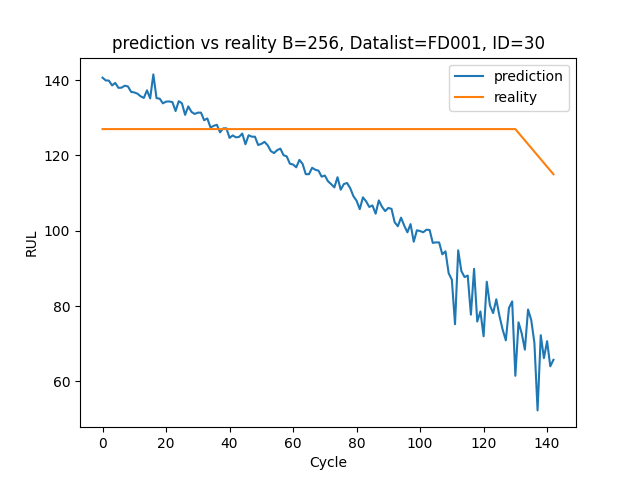 prediction vs reality B=256, Datalist=FD001, ID=30
prediction
reality
140
120
100
80
60
RUL
0 20 40 60 80 100 120 140
Cycle